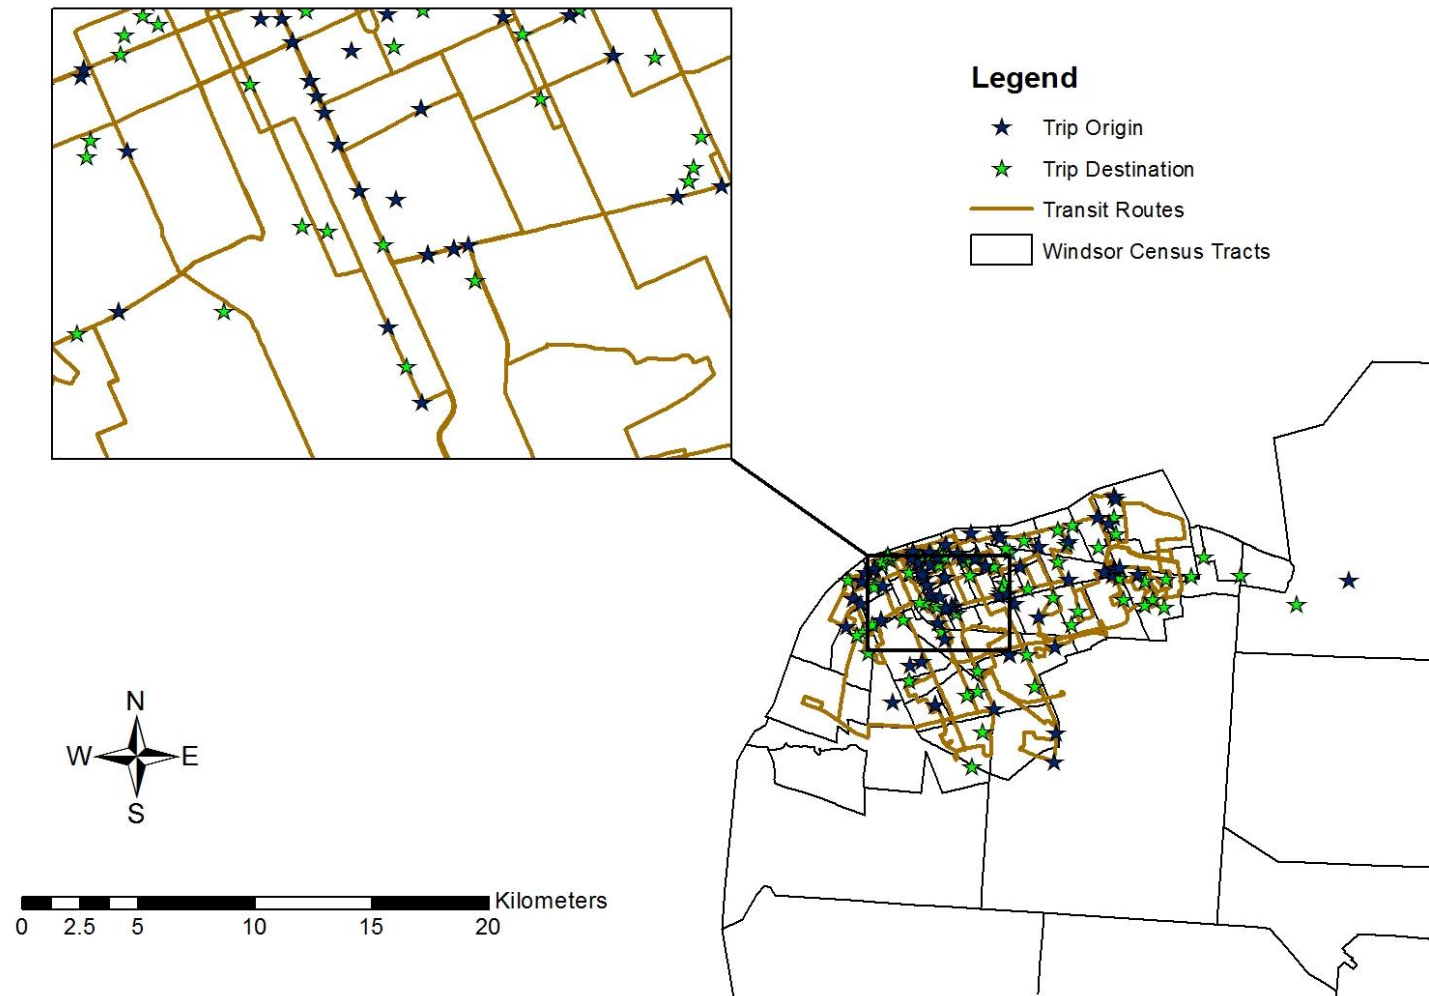 Legend
Trip Origin
Trip Destination
Transit Routes
Windsor Census Tracts
N
W E
S
Kilometers
0 2.5 5 10 15 20